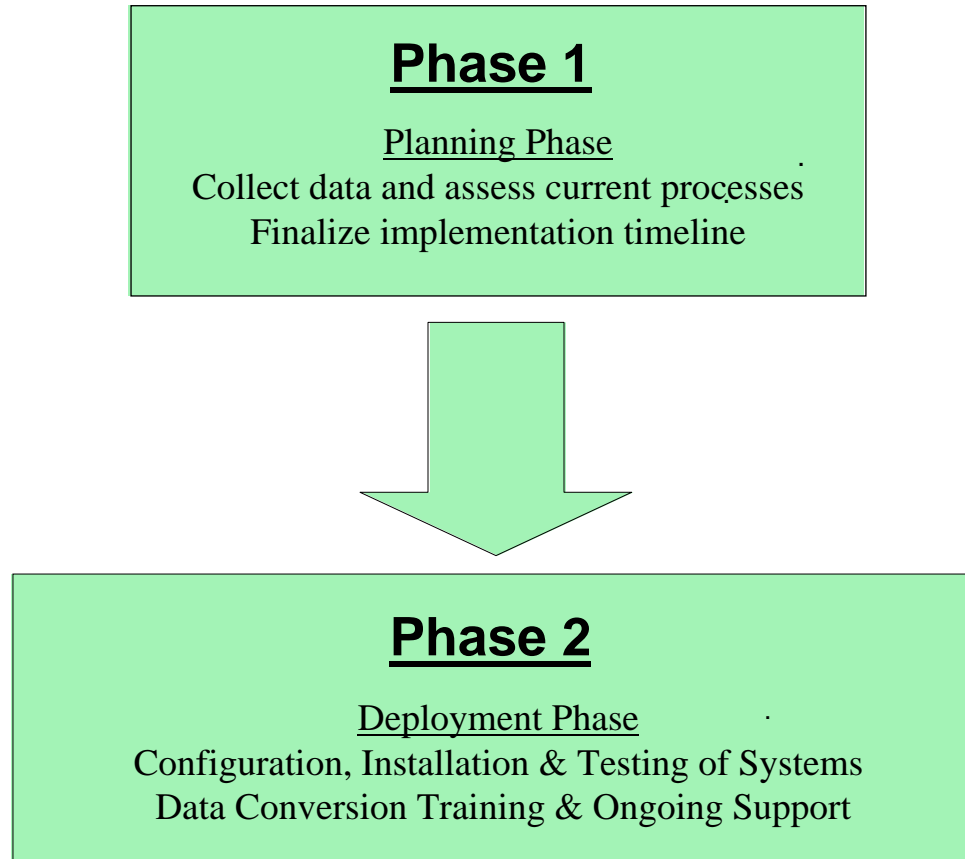 Phase 1
Planning Phase
Collect data and assess current processes
Finalize implementation timeline
Phase 2
Deployment Phase
Configuration, Installation & Testing of Systems
Data Conversion Training & Ongoing Support